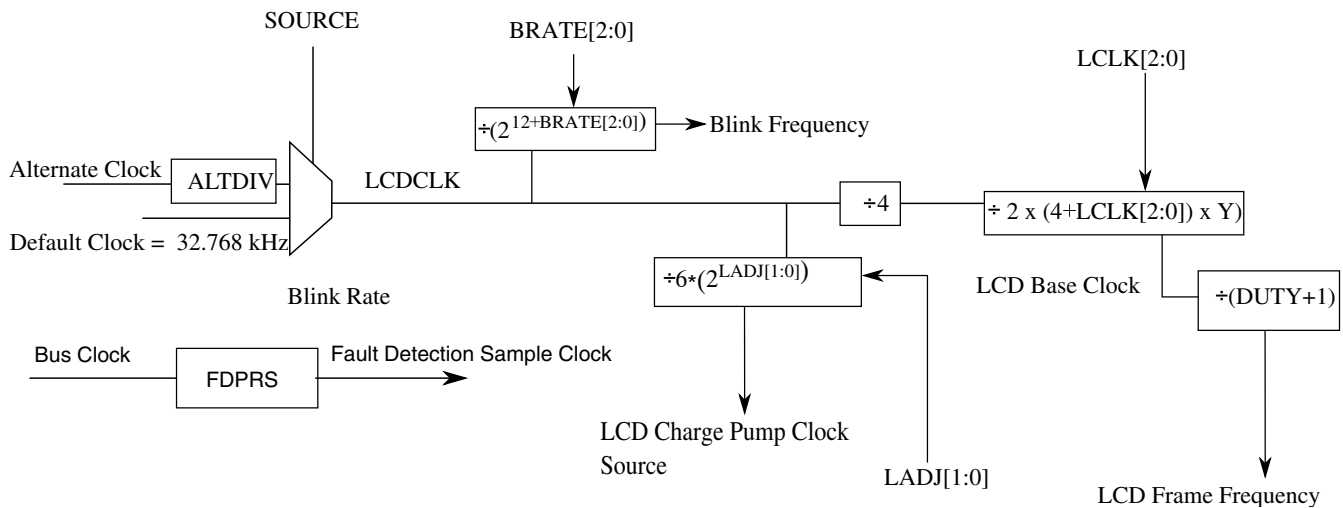 SOURCE
BRATE[2:0]
LCLK[2:0]
÷(2^12+BRATE[2:0])
Blink Frequency
Alternate Clock
ALTDIV
LCDCLK
÷4
÷ 2 x (4+LCLK[2:0]) x Y)
Default Clock = 32.768 kHz
÷6*(2^LADJ[1:0])
LCD Base Clock
÷(DUTY+1)
Blink Rate
Bus Clock
FDPRS
Fault Detection Sample Clock
LCD Charge Pump Clock
Source
LADJ[1:0]
LCD Frame Frequency